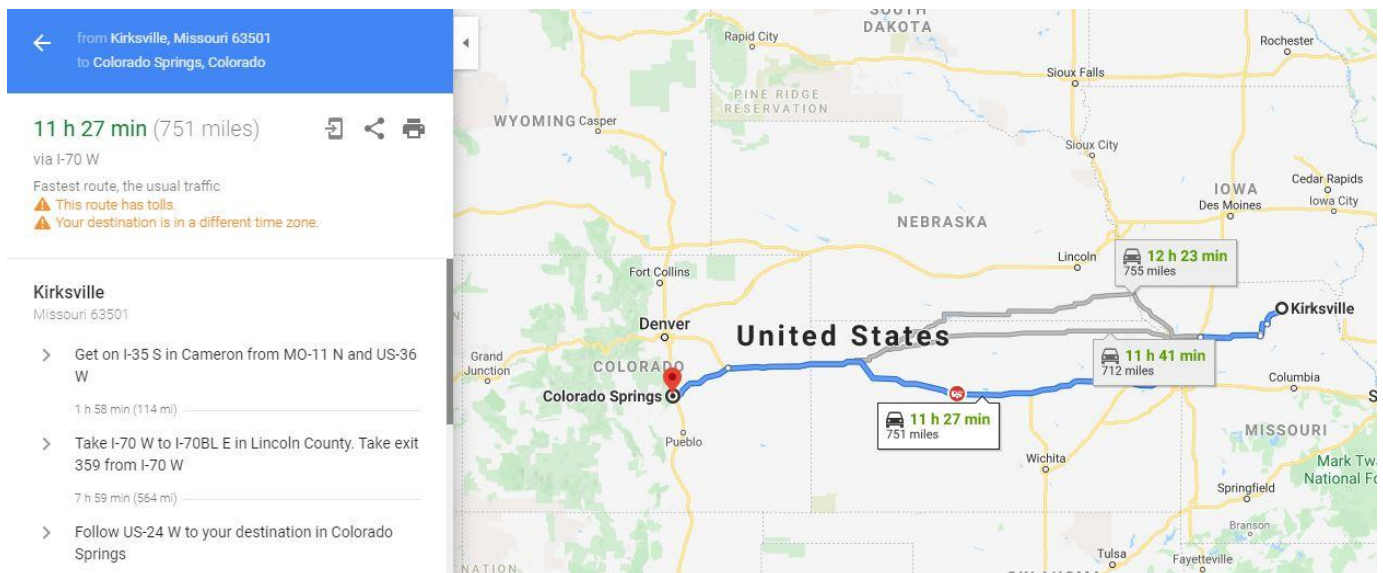 from Kirksville, Missouri 63501
to Colorado Springs, Colorado
11 h 27 min (751 miles)
via I-70 W
Fastest route, the usual traffic
This route has tolls.
Your destination is in a different time zone.
Kirksville
Missouri 63501
Get on I-35 S in Cameron from MO-11 N and US-36
W
1 h 58 min (114 mi)
Take I-70 W to I-70BL E in Lincoln County. Take exit
359 from I-70 W
7 h 59 min (564 mi)
Follow US-24 W to your destination in Colorado
Springs
SOUTH
DAKOTA
Rapid City
Rochester
Sioux Falls
PINE RIDGE
RESERVATION
WYOMING
Casper
Sioux City
IOWA
Cedar Rapids
Des Moines
Iowa City
NEBRASKA
Lincoln
12 h 23 min
755 miles
Fort Collins
Kirksville
Denver
United States
Grand
Junction
COLORADO
11 h 41 min
712 miles
Colorado Springs
Columbia
S
11 h 27 min
751 miles
Pueblo
MISSOURI
Wichita
Mark Tw
National Fo
Springfield
Branson
Tulsa
Fayetteville
NATION
OKLAHOMA